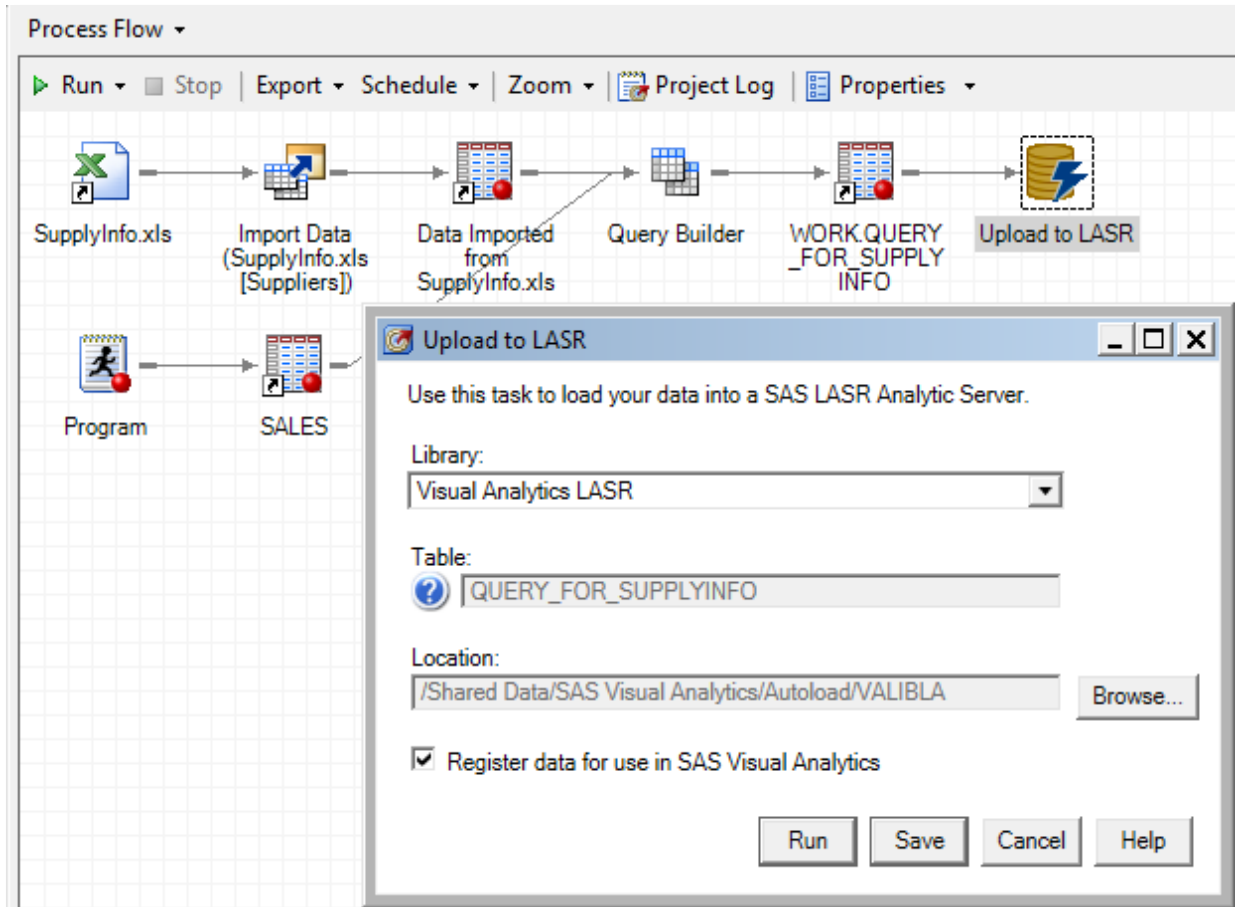 Process Flow
Run Stop Export Schedule Zoom Project Log Properties
SupplyInfo.xls
Import Data
(SupplyInfo.xls
[Suppliers])
Data Imported
from
SupplyInfo.xls
Query Builder
WORK.QUERY
_FOR_SUPPLY
INFO
Upload to LASR
Program
SALES
Upload to LASR
Use this task to load your data into a SAS LASR Analytic Server.
Library:
Visual Analytics LASR
Table:
QUERY_FOR_SUPPLYINFO
Location:
/Shared Data/SAS Visual Analytics/Autoload/VALIBLA
Browse...
Register data for use in SAS Visual Analytics
Run Save Cancel Help